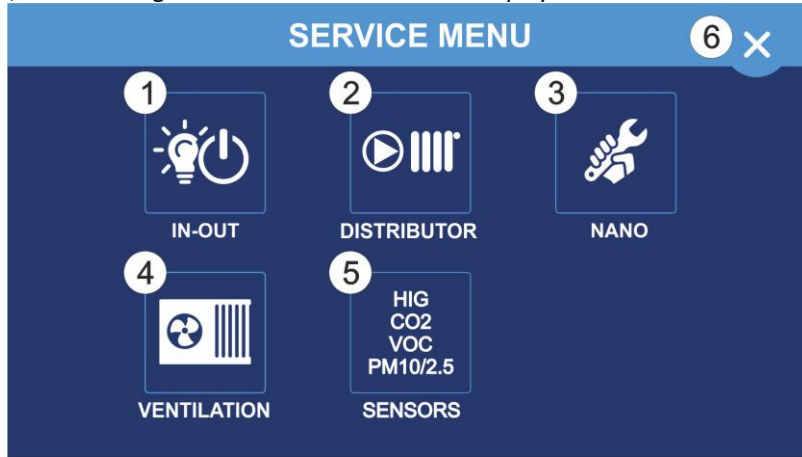 SERVICE MENU
6
1
2
3
IN-OUT
DISTRIBUTOR
NANO
4
5
HIG
CO2
VOC
PM10/2.5
VENTILATION
SENSORS